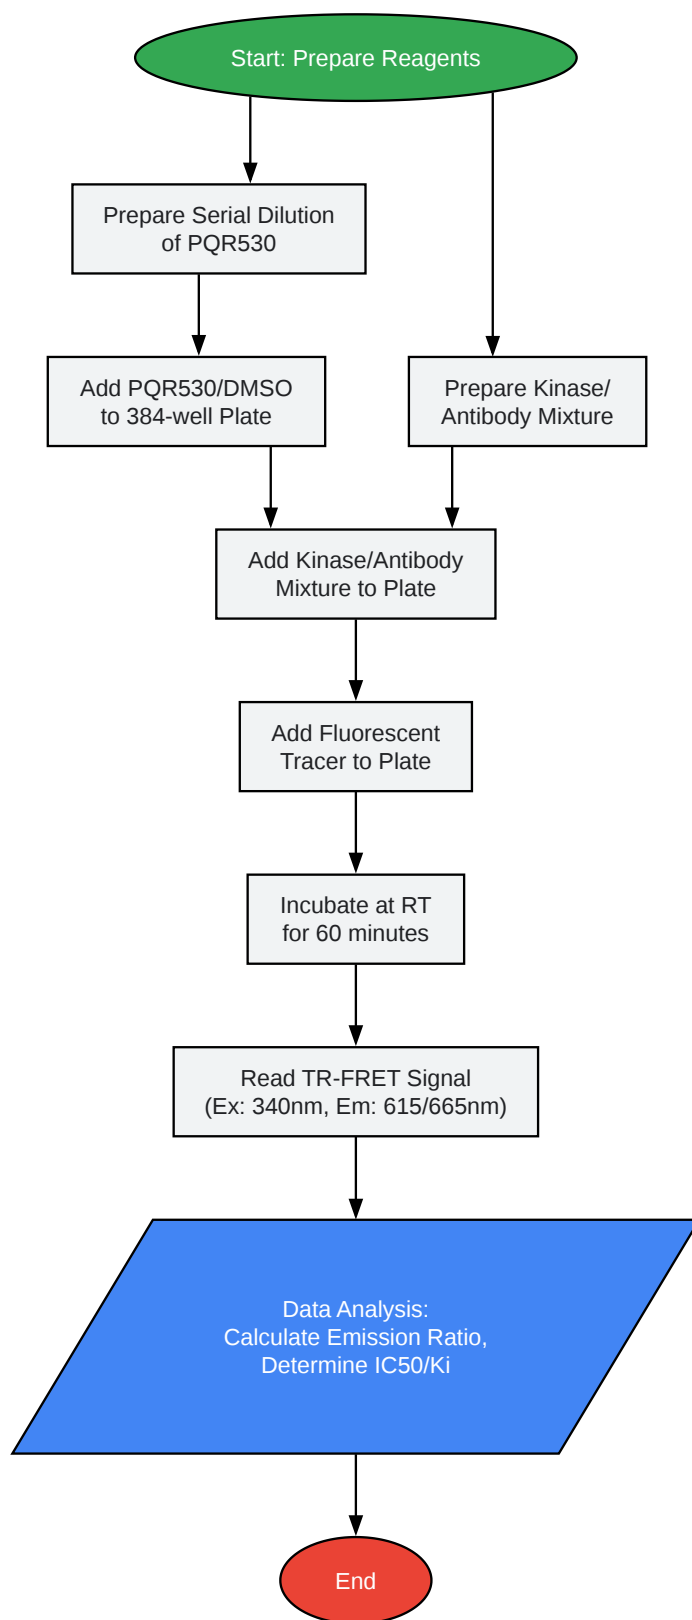 Start: Prepare Reagents
Prepare Serial Dilution
of PQR530
Add PQR530/DMSO
to 384-well Plate
Prepare Kinase/
Antibody Mixture
Add Kinase/Antibody
Mixture to Plate
Add Fluorescent
Tracer to Plate
Incubate at RT
for 60 minutes
Read TR-FRET Signal
(Ex: 340nm, Em: 615/665nm)
Data Analysis:
Calculate Emission Ratio,
Determine IC50/Ki
End